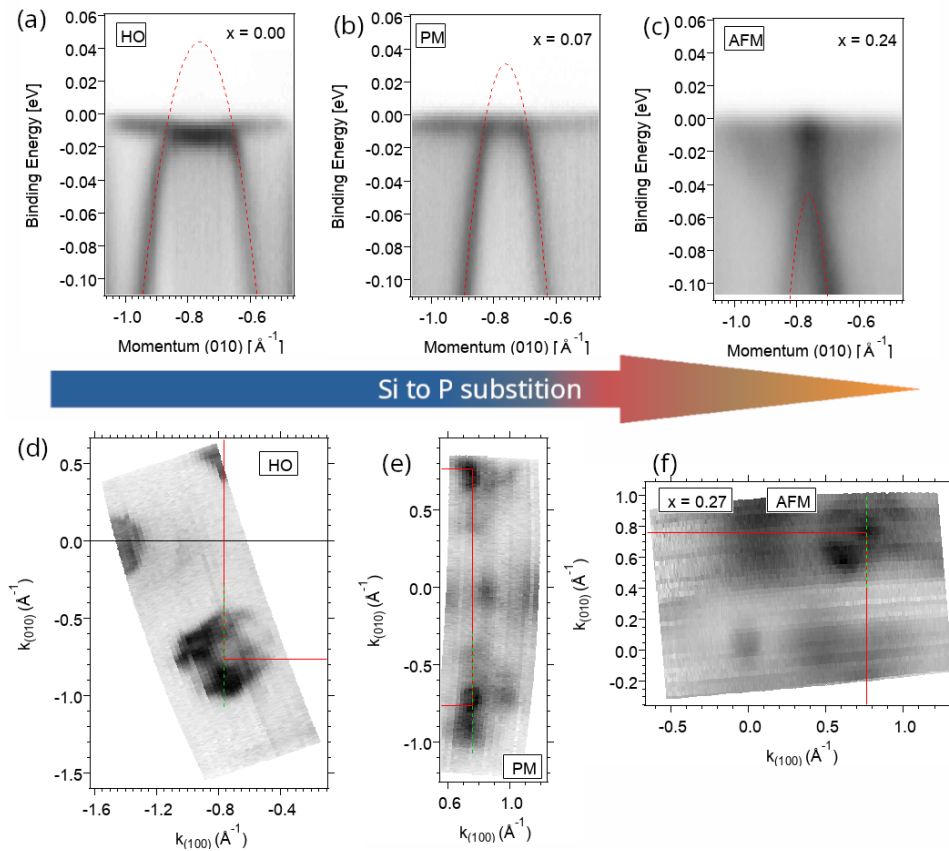 (a)
HO
x = 0.00
0.06
0.04
0.02
0.00
-0.02
-0.04
-0.06
-0.08
-0.10
Binding Energy [eV]
-1.0
-0.8
-0.6
Momentum (010) [Å⁻¹]
(b)
PM
x = 0.07
0.06
0.04
0.02
0.00
-0.02
-0.04
-0.06
-0.08
-0.10
Binding Energy [eV]
-1.0
-0.8
-0.6
Momentum (010) [Å⁻¹]
(c)
AFM
x = 0.24
0.06
0.04
0.02
0.00
-0.02
-0.04
-0.06
-0.08
-0.10
Binding Energy [eV]
-1.0
-0.8
-0.6
Momentum (010) [Å⁻¹]
Si to P substition
(d)
HO
0.5
0.0
-0.5
-1.0
-1.5
k(010) (Å⁻¹)
-1.6
-1.2
-0.8
-0.4
k(100) (Å⁻¹)
(e)
0.5
0.0
-0.5
-1.0
k(010) (Å⁻¹)
PM
0.6
1.0
k(100) (Å⁻¹)
(f)
x = 0.27
AFM
1.0
0.8
0.6
0.4
0.2
0.0
-0.2
k(010) (Å⁻¹)
-0.5
0.0
0.5
1.0
k(100) (Å⁻¹)